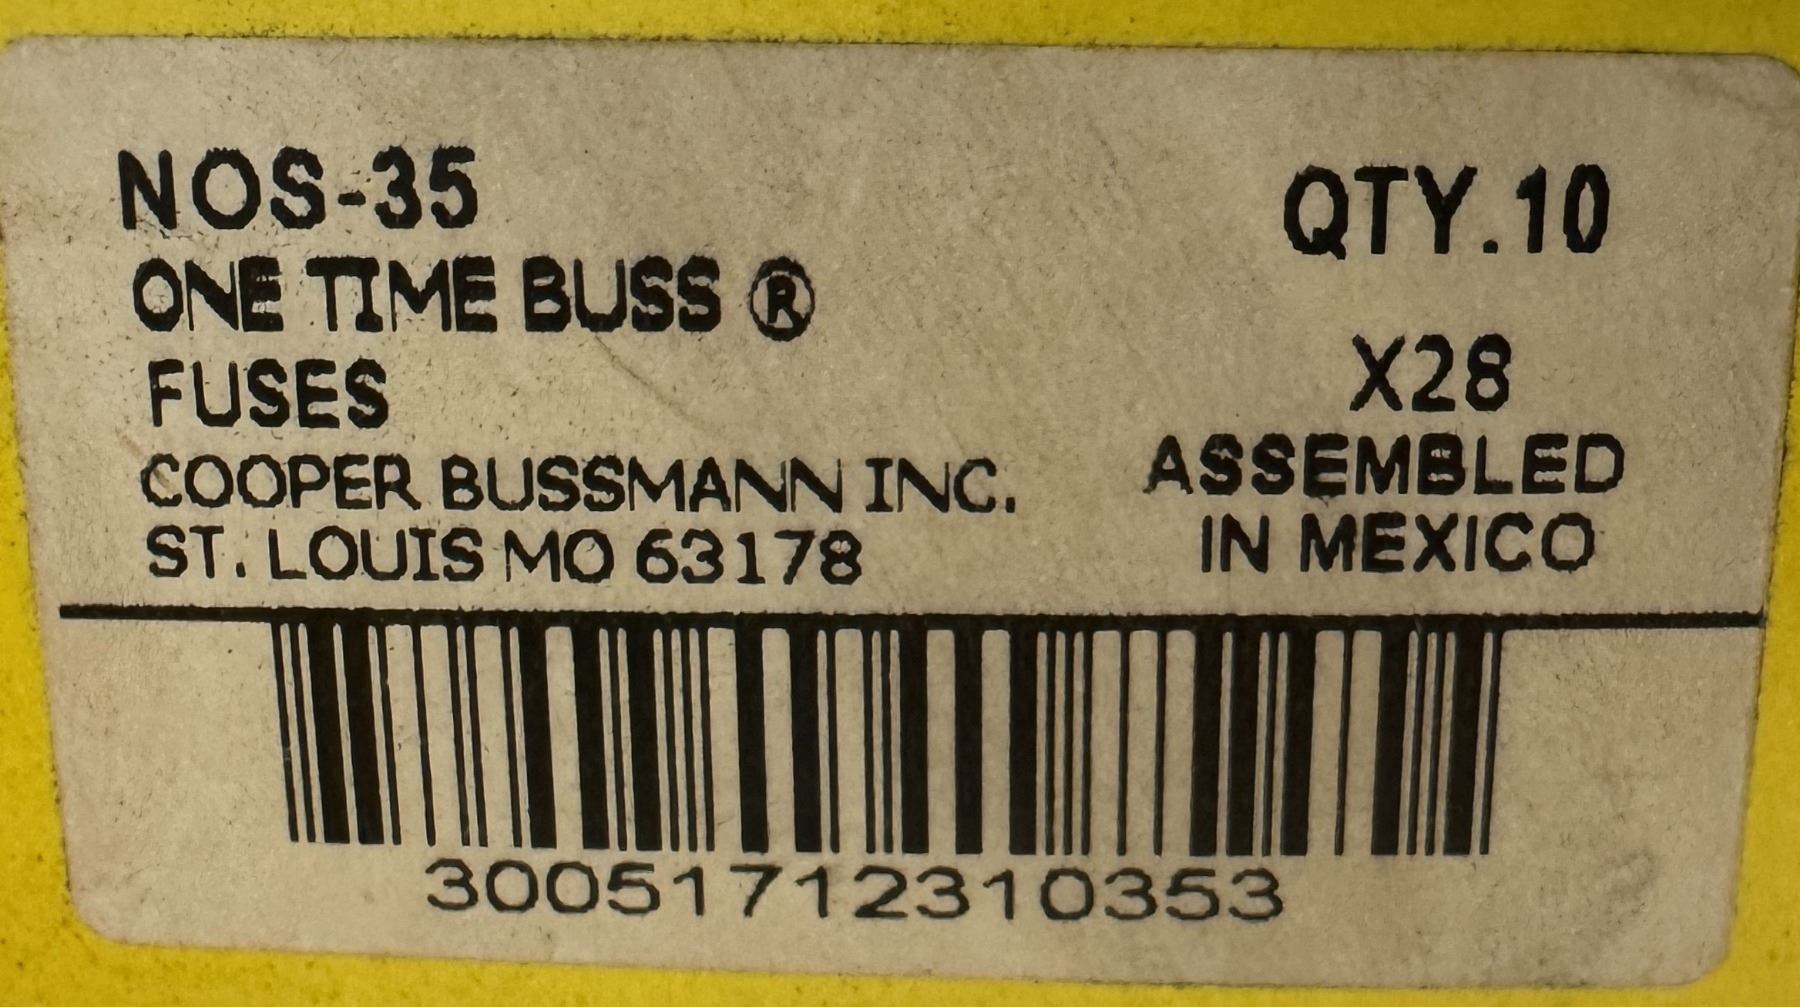 NOS-35
ONE TIME BUSS ®
FUSES
COOPER BUSSMANN INC.
ST. LOUIS MO 63178
QTY.10
X28
ASSEMBLED
IN MEXICO
30051712310353